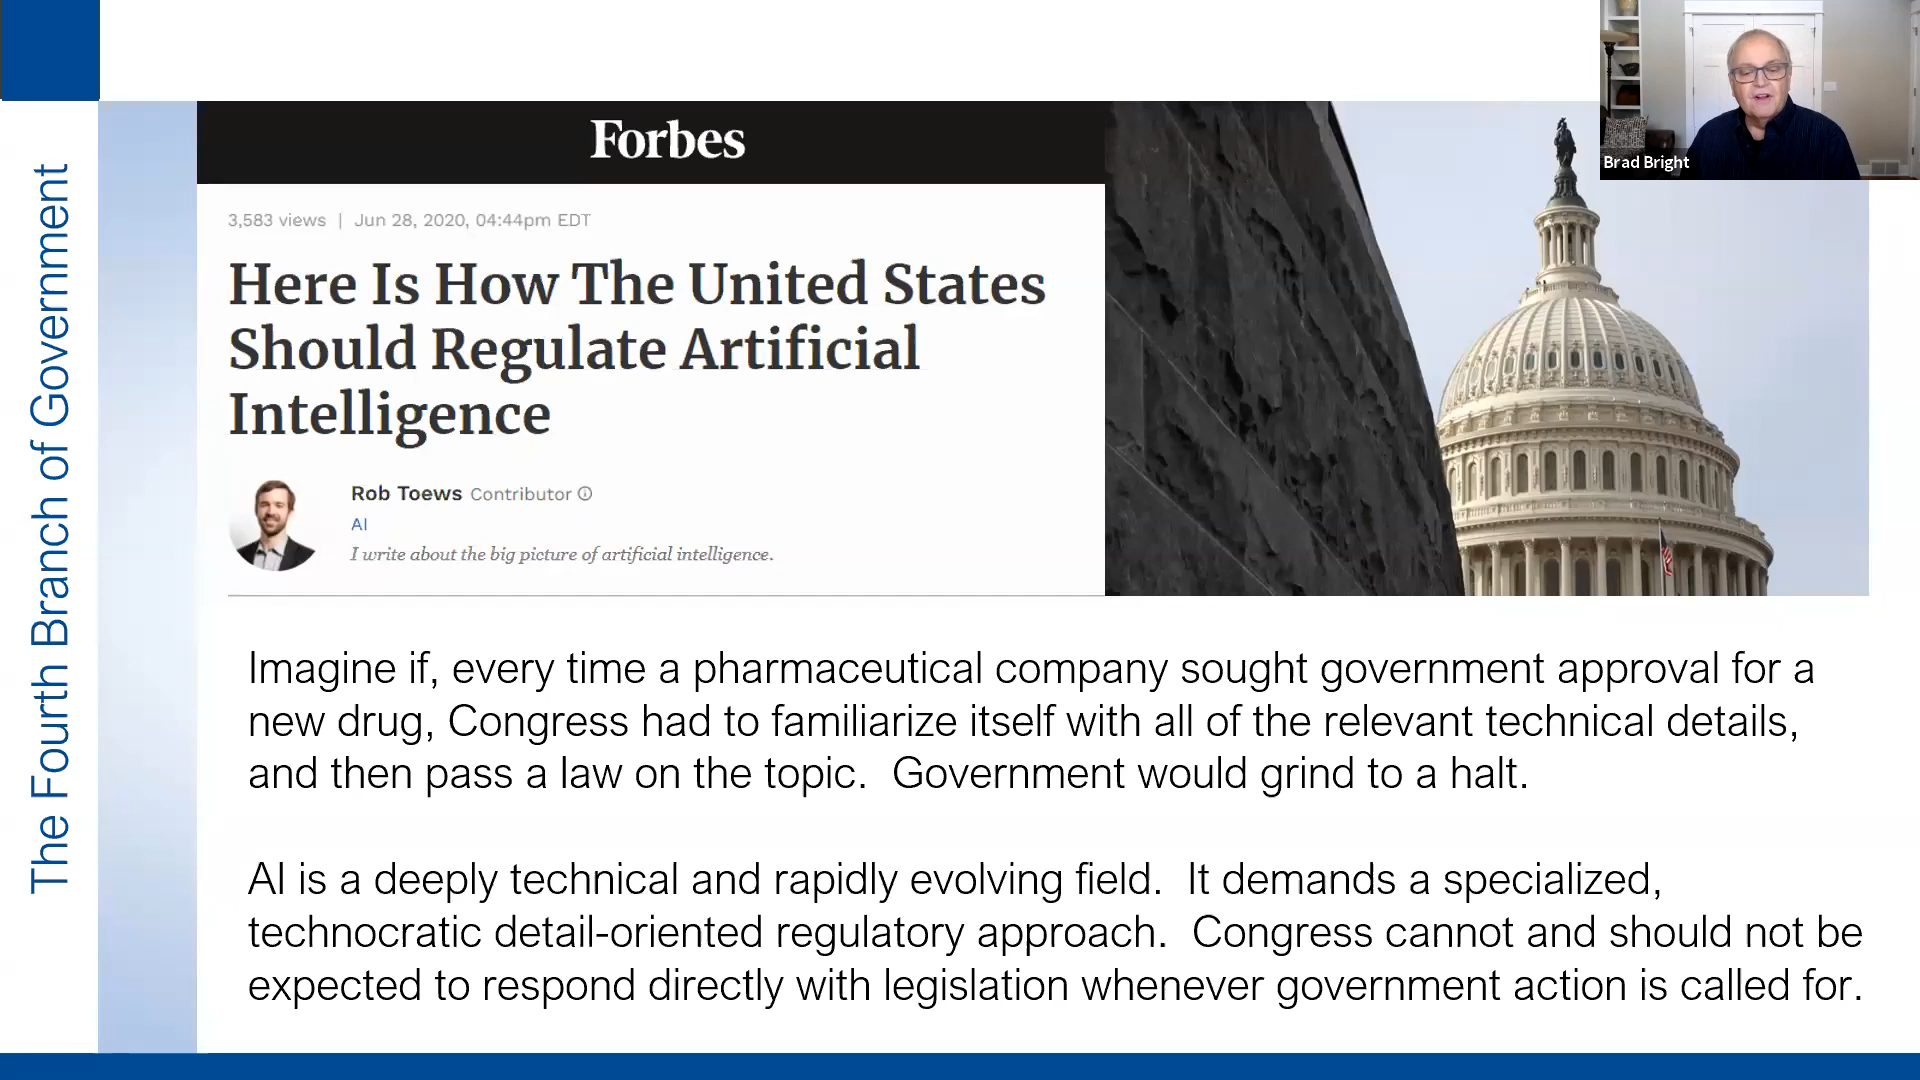 The Fourth Branch of Government
Forbes
3,583 views | Jun 28, 2020, 04:44pm EDT
Here Is How The United States
Should Regulate Artificial
Intelligence
Rob Toews Contributor
AI
I write about the big picture of artificial intelligence.
Brad Bright
Imagine if, every time a pharmaceutical company sought government approval for a
new drug, Congress had to familiarize itself with all of the relevant technical details,
and then pass a law on the topic.  Government would grind to a halt.
AI is a deeply technical and rapidly evolving field.  It demands a specialized,
technocratic detail-oriented regulatory approach.  Congress cannot and should not be
expected to respond directly with legislation whenever government action is called for.